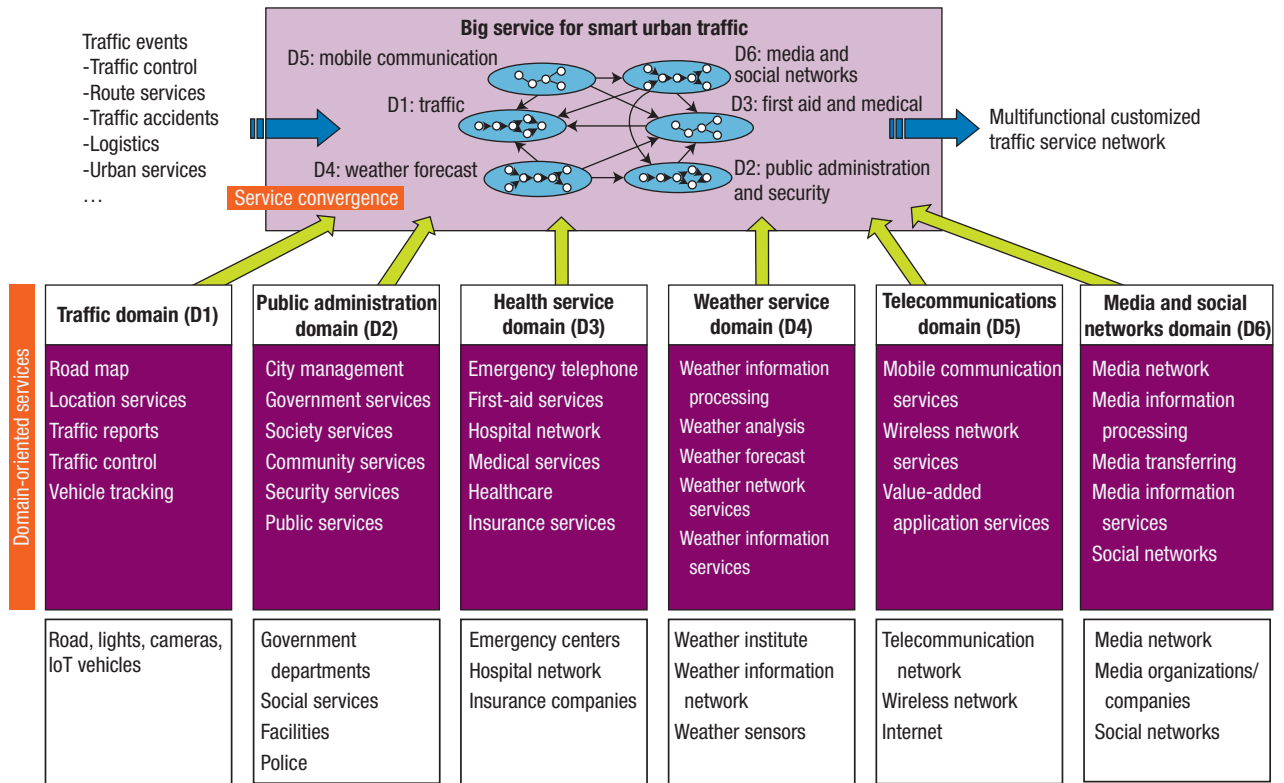 Big service for smart urban traffic
Traffic events
-Traffic control
-Route services
-Traffic accidents
-Logistics
-Urban services
…
D5: mobile communication
D6: media and
social networks
D1: traffic
D3: first aid and medical
D4: weather forecast
D2: public administration
and security
Service convergence
Multifunctional customized
traffic service network
Domain-oriented services
Traffic domain (D1)
Road map
Location services
Traffic reports
Traffic control
Vehicle tracking
Road, lights, cameras,
IoT vehicles
Public administration
domain (D2)
City management
Government services
Society services
Community services
Security services
Public services
Government
departments
Social services
Facilities
Police
Health service
domain (D3)
Emergency telephone
First-aid services
Hospital network
Medical services
Healthcare
Insurance services
Emergency centers
Hospital network
Insurance companies
Weather service
domain (D4)
Weather information
processing
Weather analysis
Weather forecast
Weather network
services
Weather information
services
Weather institute
Weather information
network
Weather sensors
Telecommunications
domain (D5)
Mobile communication
services
Wireless network
services
Value-added
application services
Telecommunication
network
Wireless network
Internet
Media and social
networks domain (D6)
Media network
Media information
processing
Media transferring
Media information
services
Social networks
Media network
Media organizations/
companies
Social networks